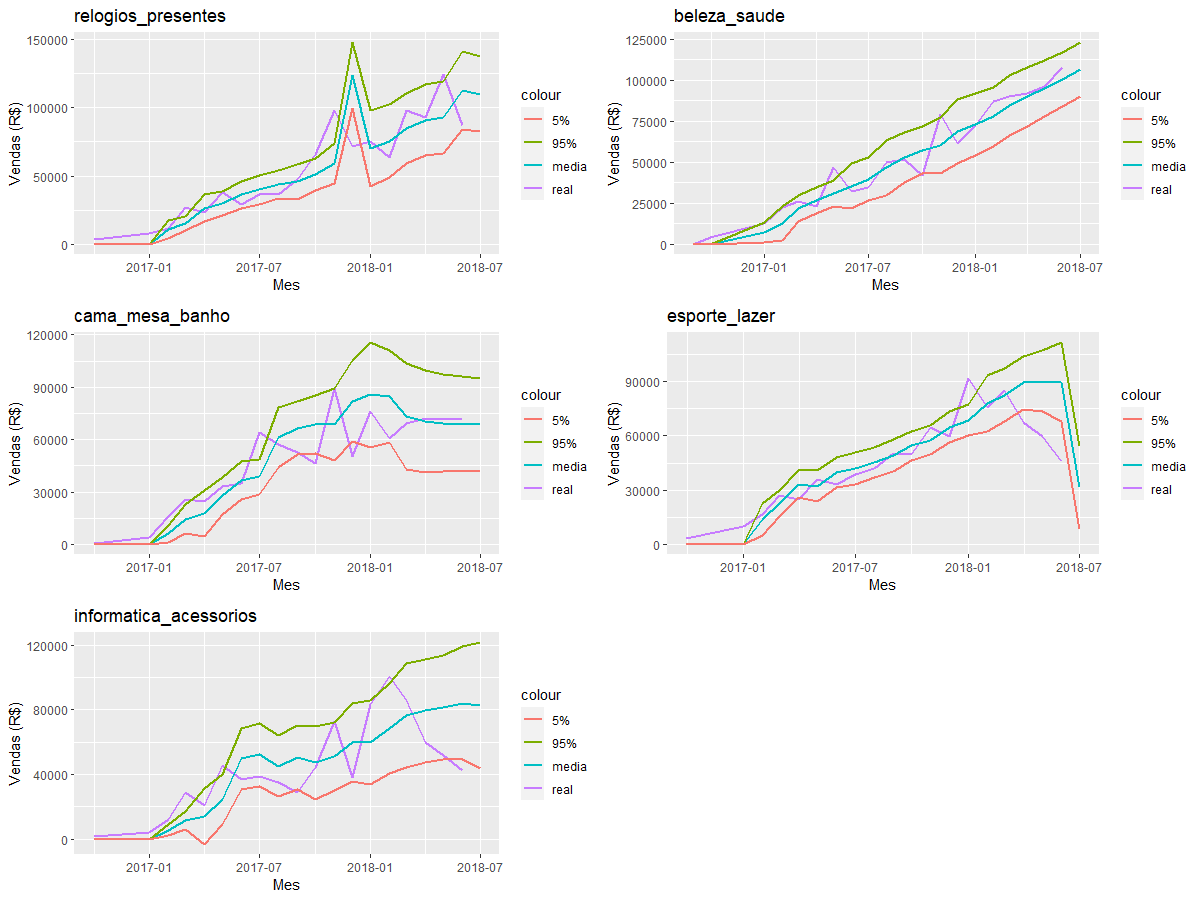 relogios_presentes
150000
100000
50000
0
Vendas (R$)
2017-01 2017-07 2018-01 2018-07
Mes
colour
5%
95%
media
real
beleza_saude
125000
100000
75000
50000
25000
0
Vendas (R$)
2017-01 2017-07 2018-01 2018-07
Mes
colour
5%
95%
media
real
cama_mesa_banho
120000
90000
60000
30000
0
Vendas (R$)
2017-01 2017-07 2018-01 2018-07
Mes
colour
5%
95%
media
real
esporte_lazer
90000
60000
30000
0
Vendas (R$)
2017-01 2017-07 2018-01 2018-07
Mes
colour
5%
95%
media
real
informatica_acessorios
120000
80000
40000
0
Vendas (R$)
2017-01 2017-07 2018-01 2018-07
Mes
colour
5%
95%
media
real